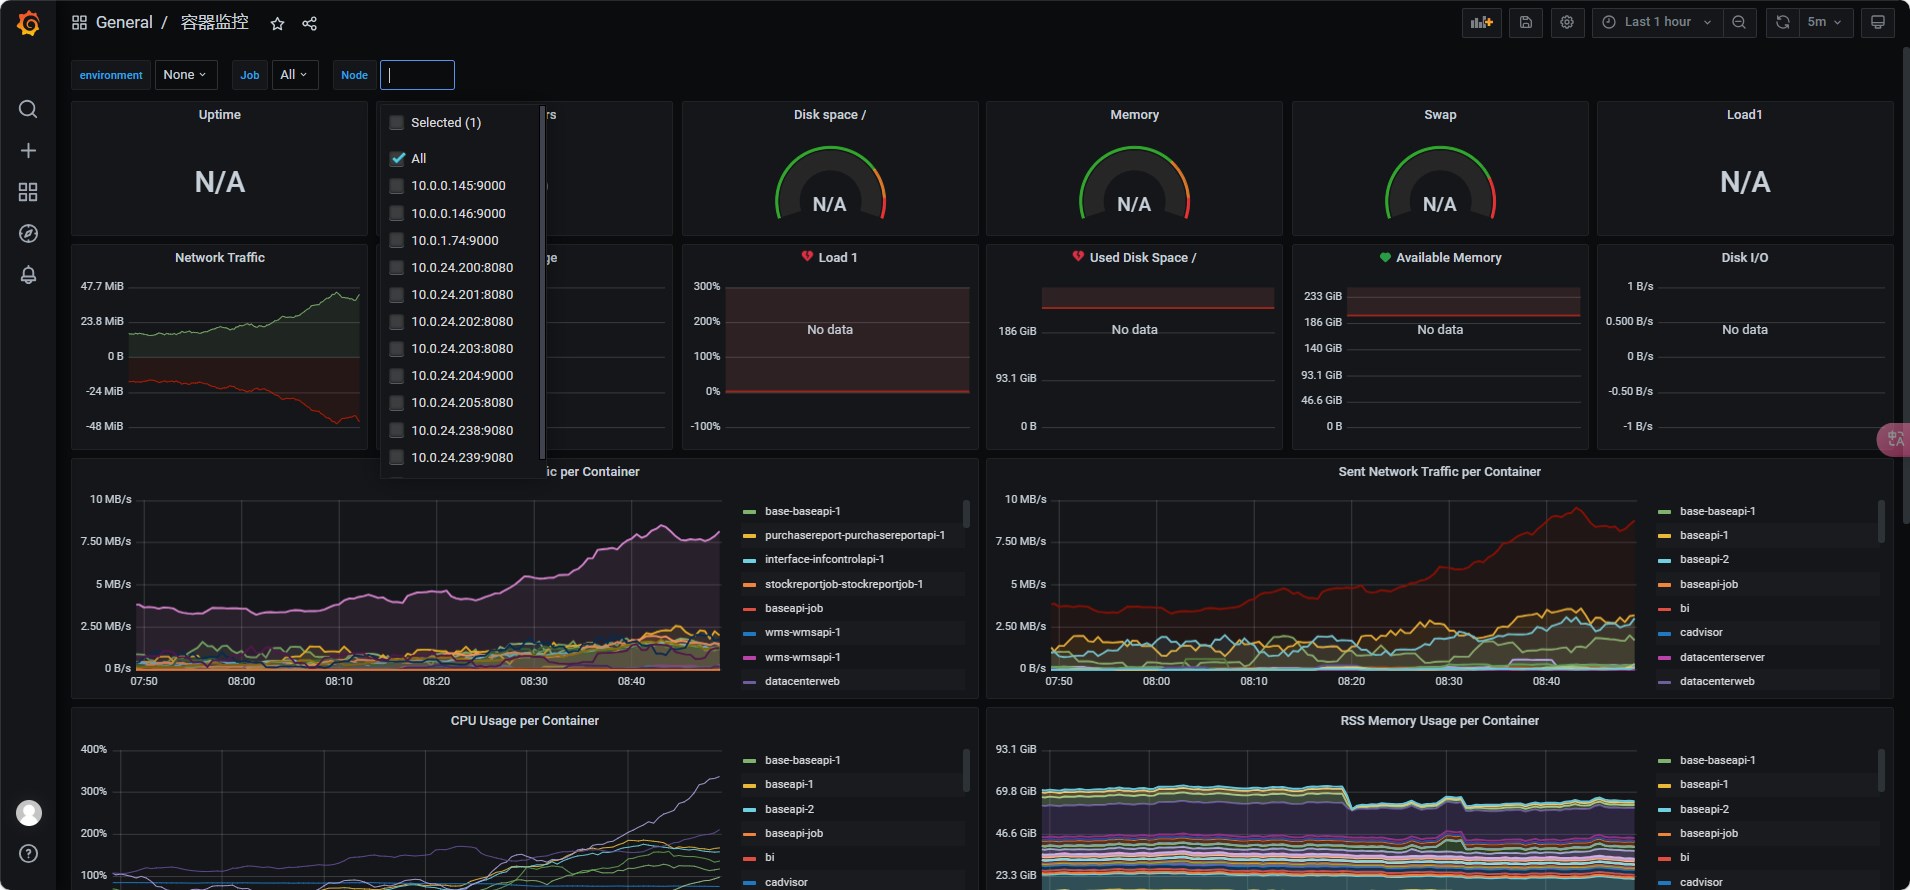 General / 容器监控
Last 1 hour
5m
environment
None
Job
All
Node
Selected (1)
All
10.0.0.145:9000
10.0.0.146:9000
10.0.1.74:9000
10.0.24.200:8080
10.0.24.201:8080
10.0.24.202:8080
10.0.24.203:8080
10.0.24.204:9000
10.0.24.205:8080
10.0.24.238:9080
10.0.24.239:9080
Uptime
N/A
rs
Disk space /
N/A
Memory
N/A
Swap
N/A
Load1
N/A
Network Traffic
47.7 MiB
23.8 MiB
0 B
-24 MiB
-48 MiB
ge
Load 1
300%
200%
100%
0%
-100%
No data
Used Disk Space /
186 GiB
93.1 GiB
0 B
No data
Available Memory
233 GiB
186 GiB
140 GiB
93.1 GiB
46.6 GiB
0 B
No data
Disk I/O
1 B/s
0.500 B/s
0 B/s
-0.50 B/s
-1 B/s
No data
中A
ic per Container
10 MB/s
7.50 MB/s
5 MB/s
2.50 MB/s
0 B/s
07:50
08:00
08:10
08:20
08:30
08:40
base-baseapi-1
purchasereport-purchasereportapi-1
interface-infcontrolapi-1
stockreportjob-stockreportjob-1
baseapi-job
wms-wmsapi-1
wms-wmsapi-1
datacenterweb
Sent Network Traffic per Container
10 MB/s
7.50 MB/s
5 MB/s
2.50 MB/s
0 B/s
07:50
08:00
08:10
08:20
08:30
08:40
base-baseapi-1
baseapi-1
baseapi-2
baseapi-job
bi
cadvisor
datacenterserver
datacenterweb
CPU Usage per Container
400%
300%
200%
100%
base-baseapi-1
baseapi-1
baseapi-2
baseapi-job
bi
cadvisor
RSS Memory Usage per Container
93.1 GiB
69.8 GiB
46.6 GiB
23.3 GiB
base-baseapi-1
baseapi-1
baseapi-2
baseapi-job
bi
cadvisor